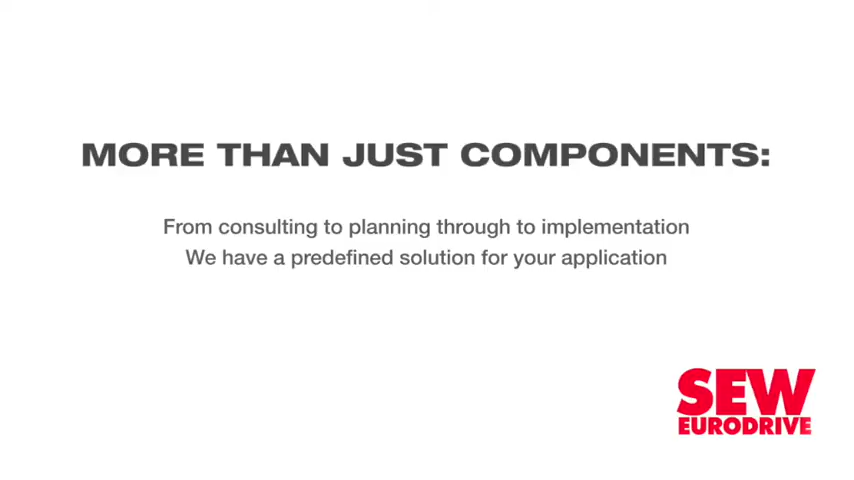 MORE THAN JUST COMPONENTS:
From consulting to planning through to implementation
We have a predefined solution for your application
SEW
EURODRIVE